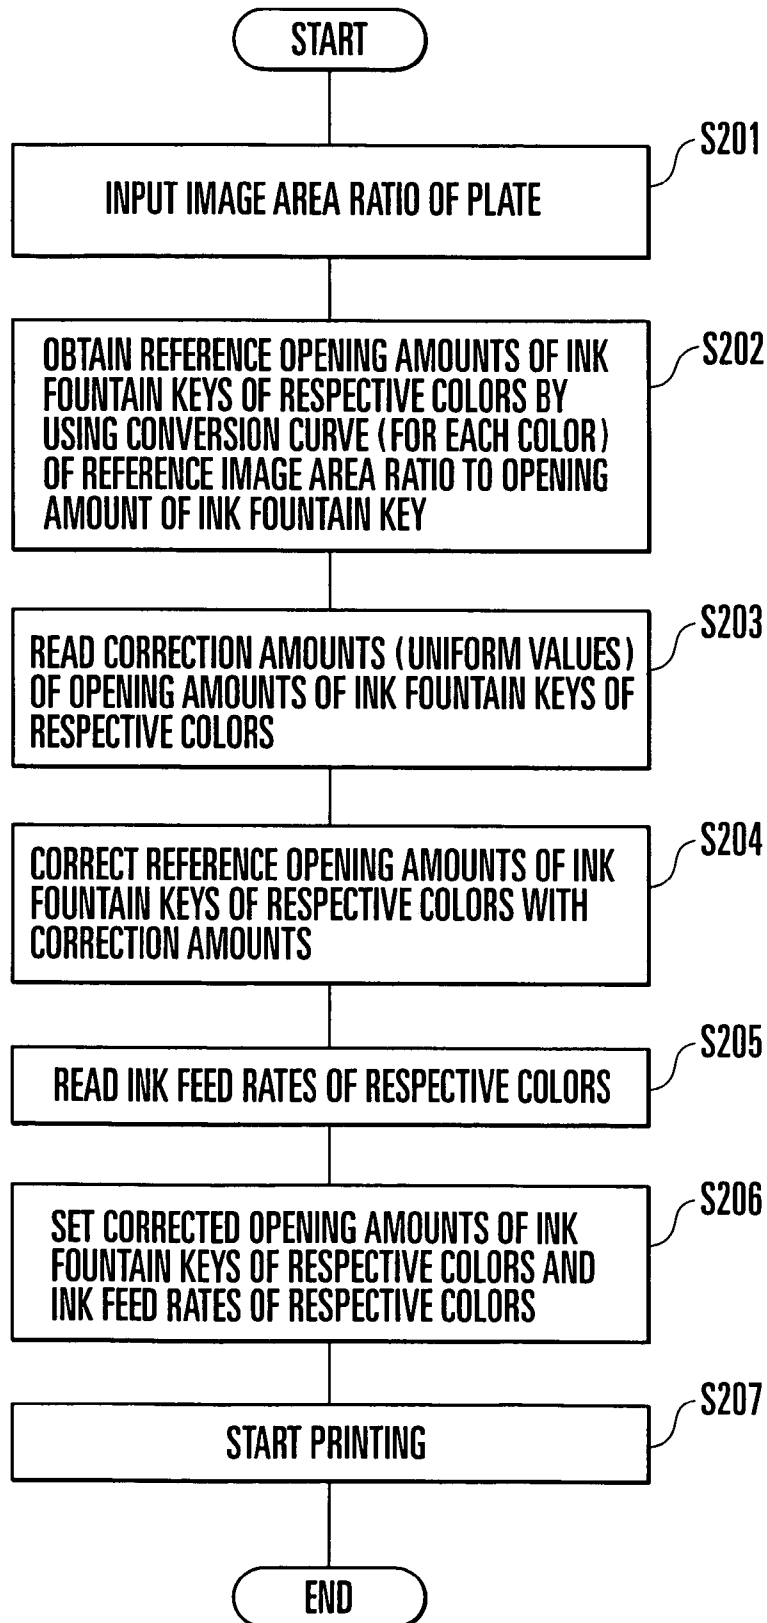 START
S201
INPUT IMAGE AREA RATIO OF PLATE
S202
OBTAIN REFERENCE OPENING AMOUNTS OF INK
FOUNTAIN KEYS OF RESPECTIVE COLORS BY
USING CONVERSION CURVE (FOR EACH COLOR)
OF REFERENCE IMAGE AREA RATIO TO OPENING
AMOUNT OF INK FOUNTAIN KEY
S203
READ CORRECTION AMOUNTS (UNIFORM VALUES)
OF OPENING AMOUNTS OF INK FOUNTAIN KEYS OF
RESPECTIVE COLORS
S204
CORRECT REFERENCE OPENING AMOUNTS OF INK
FOUNTAIN KEYS OF RESPECTIVE COLORS WITH
CORRECTION AMOUNTS
S205
READ INK FEED RATES OF RESPECTIVE COLORS
S206
SET CORRECTED OPENING AMOUNTS OF INK
FOUNTAIN KEYS OF RESPECTIVE COLORS AND
INK FEED RATES OF RESPECTIVE COLORS
S207
START PRINTING
END